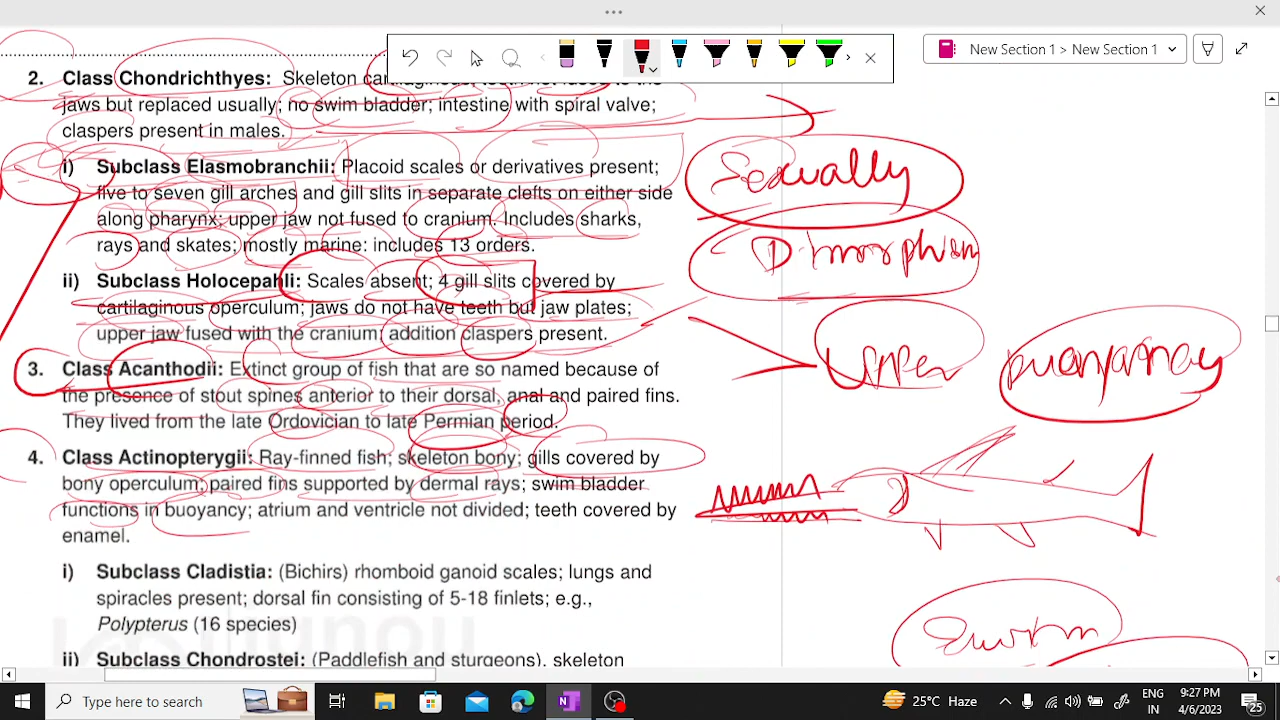 New Section 1 > New Section 1
2. Class Chondrichthyes: Skeleton
jaws but replaced usually; no swim bladder; intestine with spiral valve;
claspers present in males.
i) Subclass Elasmobranchii: Placoid scales or derivatives present;
five to seven gill arches and gill slits in separate clefts on either side
along pharynx; upper jaw not fused to cranium. Includes sharks,
rays and skates; mostly marine: includes 13 orders.
ii) Subclass Holocepahli: Scales absent; 4 gill slits covered by
cartilaginous operculum; jaws do not have teeth but jaw plates;
upper jaw fused with the cranium; addition claspers present.
3. Class Acanthodii: Extinct group of fish that are so named because of
the presence of stout spines anterior to their dorsal, anal and paired fins.
They lived from the late Ordovician to late Permian period.
4. Class Actinopterygii: Ray-finned fish; skeleton bony; gills covered by
bony operculum; paired fins supported by dermal rays; swim bladder
functions in buoyancy; atrium and ventricle not divided; teeth covered by
enamel.
i) Subclass Cladistia: (Bichirs) rhomboid ganoid scales; lungs and
spiracles present; dorsal fin consisting of 5-18 finlets; e.g.,
Polypterus (16 species)
ii) Subclass Chondrostei: (Paddlefish and sturgeons), skeleton
Sexually
Dimorphism
Type here to search
25°C Haze
ENG
IN
9:27 PM
4/6/2023
25